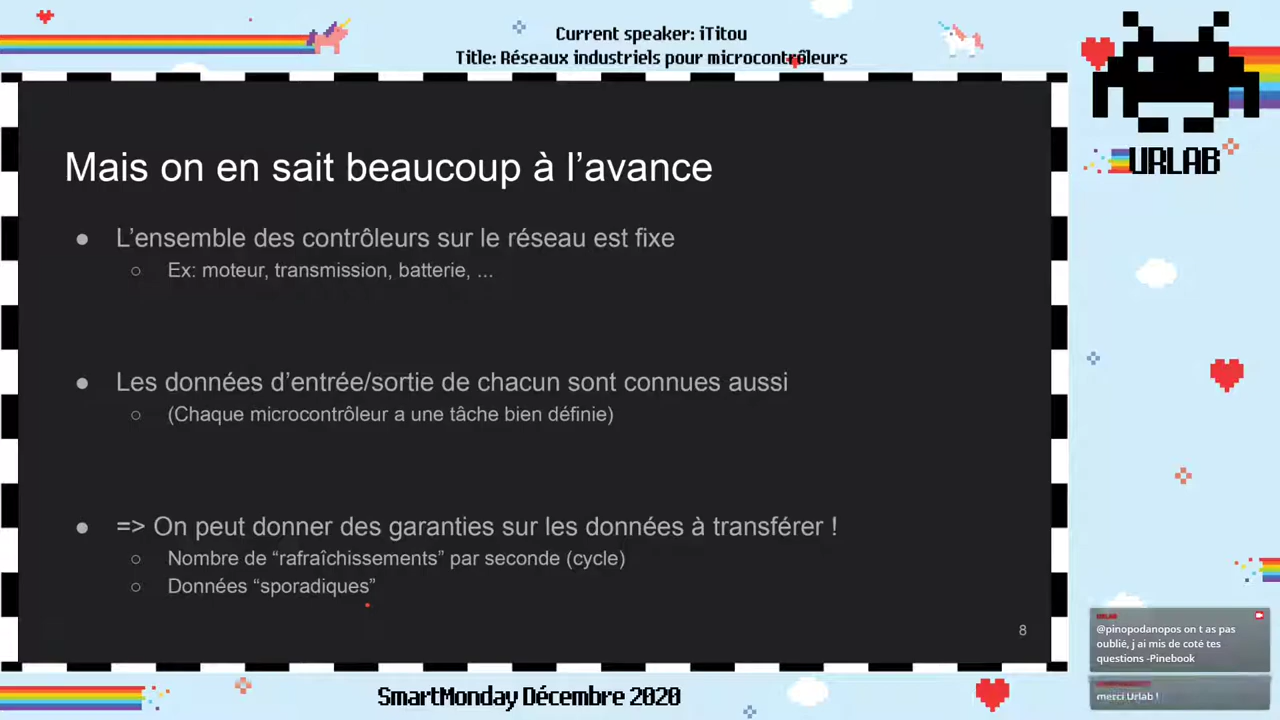 Current speaker: iTitou
Title: Réseaux industriels pour microcontrôleurs
URLAB
Mais on en sait beaucoup à l’avance
● L’ensemble des contrôleurs sur le réseau est fixe
○ Ex: moteur, transmission, batterie, ...
● Les données d’entrée/sortie de chacun sont connues aussi
○ (Chaque microcontrôleur a une tâche bien définie)
● => On peut donner des garanties sur les données à transférer !
○ Nombre de “rafraîchissements” par seconde (cycle)
○ Données “sporadiques”
8
URLAB
@pinopodanopos on t as pas
oublié, j ai mis de coté tes
questions -Pinebook
merci Urlab !
SmartMonday Décembre 2020